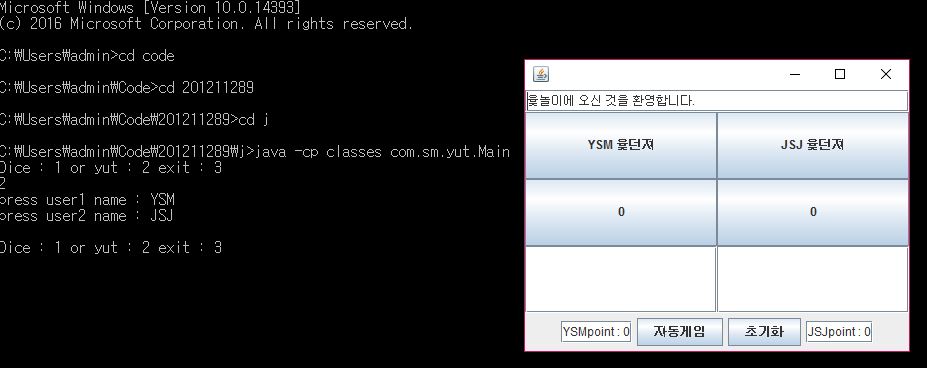 Microsoft Windows [Version 10.0.14393]
(c) 2016 Microsoft Corporation. All rights reserved.
C:₩Users₩admin>cd code
C:₩Users₩admin₩Code>cd 201211289
C:₩Users₩admin₩Code₩201211289>cd j
C:₩Users₩admin₩Code₩201211289₩j>java -cp classes com.sm.yut.Main
Dice : 1 or yut : 2 exit : 3
2
press user1 name : YSM
press user2 name : JSJ
Dice : 1 or yut : 2 exit : 3
윷놀이에 오신 것을 환영합니다.
YSM 윷던져 JSJ 윷던져
0 0
YSMpoint : 0 자동게임 초기화 JSJpoint : 0